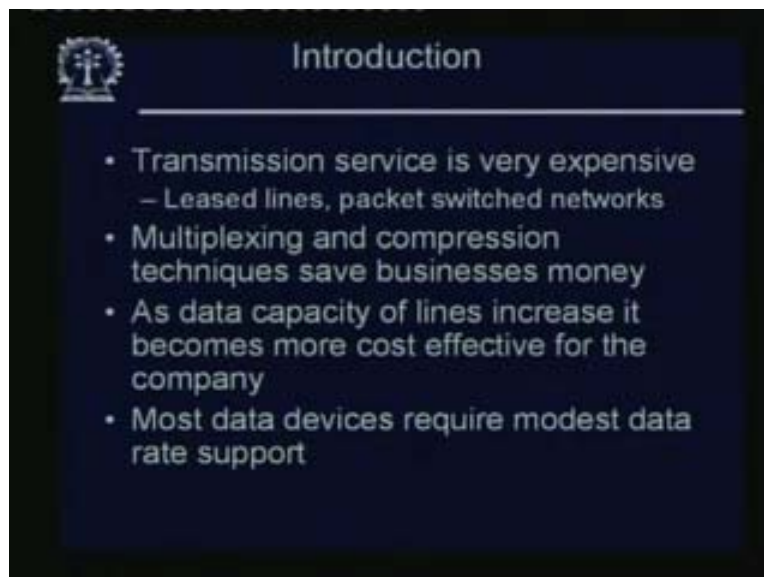 Introduction
• Transmission service is very expensive
– Leased lines, packet switched networks
• Multiplexing and compression
techniques save businesses money
• As data capacity of lines increase it
becomes more cost effective for the
company
• Most data devices require modest data
rate support